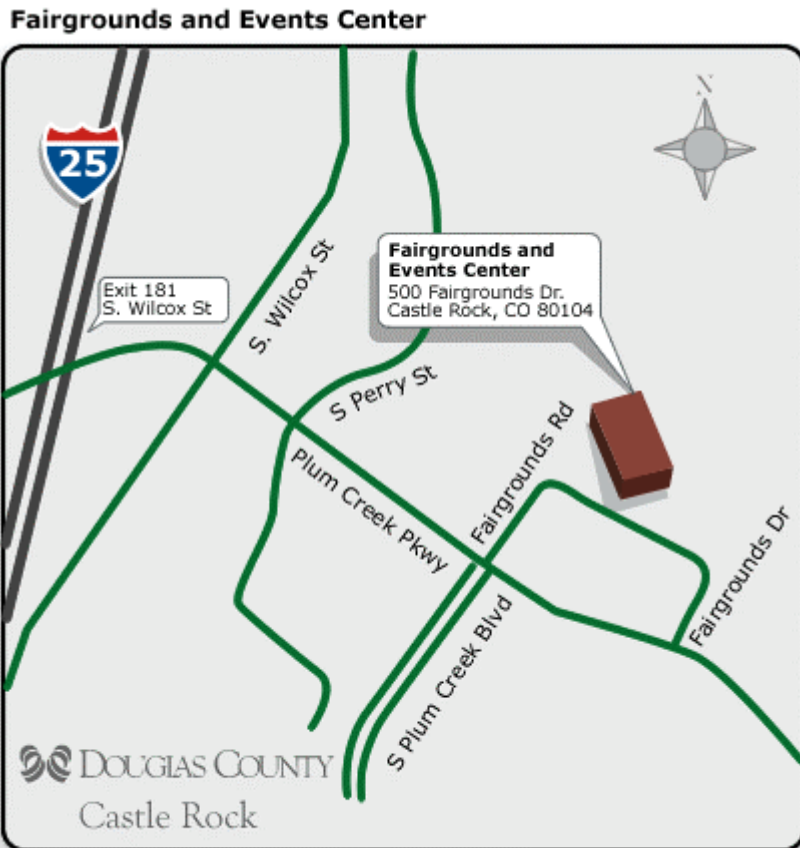 Fairgrounds and Events Center
N
25
Exit 181
S. Wilcox St
S. Wilcox St
Fairgrounds and
Events Center
500 Fairgrounds Dr.
Castle Rock, CO 80104
S Perry St
Fairgrounds Rd
Plum Creek Pkwy
Fairgrounds Dr
S Plum Creek Blvd
DOUGLAS COUNTY
Castle Rock